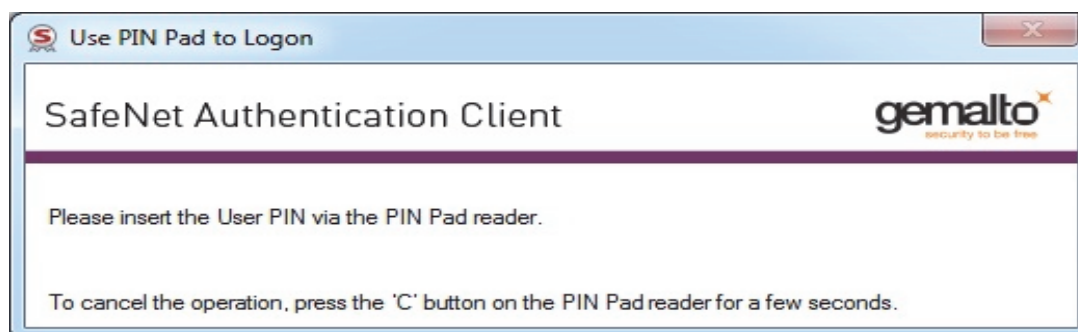 Use PIN Pad to Logon
SafeNet Authentication Client
gemalto
security to be free
Please insert the User PIN via the PIN Pad reader.
To cancel the operation, press the 'C' button on the PIN Pad reader for a few seconds.